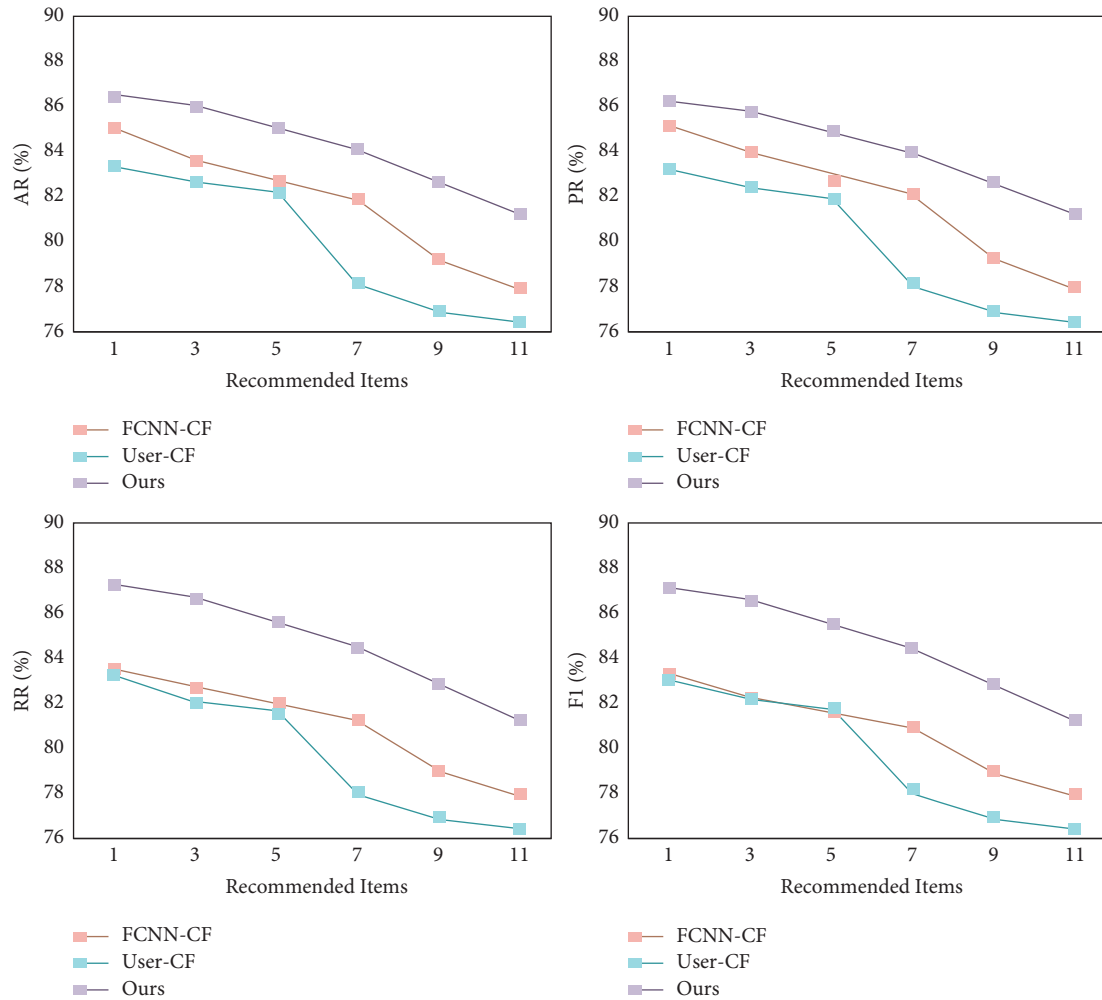 90
88
86
84
82
80
78
76
AR (%)
1 3 5 7 9 11
Recommended Items
FCNN-CF
User-CF
Ours
90
88
86
84
82
80
78
76
PR (%)
1 3 5 7 9 11
Recommended Items
FCNN-CF
User-CF
Ours
90
88
86
84
82
80
78
76
RR (%)
1 3 5 7 9 11
Recommended Items
FCNN-CF
User-CF
Ours
90
88
86
84
82
80
78
76
F1 (%)
1 3 5 7 9 11
Recommended Items
FCNN-CF
User-CF
Ours